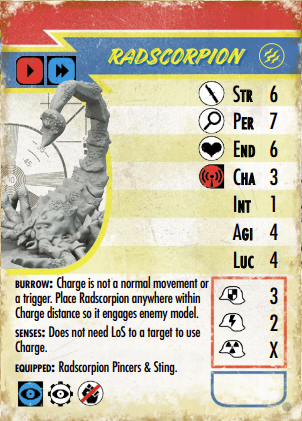 RADSCORPION
STR 6
PER 7
END 6
CHA 3
INT 1
AGI 4
LUC 4
45
BURROW: Charge is not a normal movement or
a trigger. Place Radscorpion anywhere within
Charge distance so it engages enemy model.
SENSES: Does not need LoS to a target to use
Charge.
EQUIPPED: Radscorpion Pincers & Sting.
3
2
X